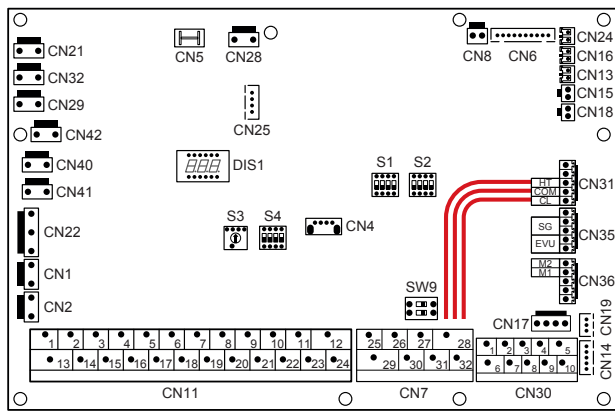 CN21
CN5
CN28
CN8
CN6
CN24
CN16
CN13
CN15
CN18
CN32
CN29
CN25
CN42
CN40
DIS1
CN41
S1
S2
HT
COM
CL
CN31
CN22
S3
S4
CN4
SG
EVU
CN35
CN1
M2
M1
CN36
CN2
SW9
CN17
CN19
CN14
1 2 3 4 5 6 7 8 9 10 11 12
13 14 15 16 17 18 19 20 21 22 23 24
CN11
25 26 27 28
29 30 31 32
CN7
1 2 3 4 5
6 7 8 9 10
CN30